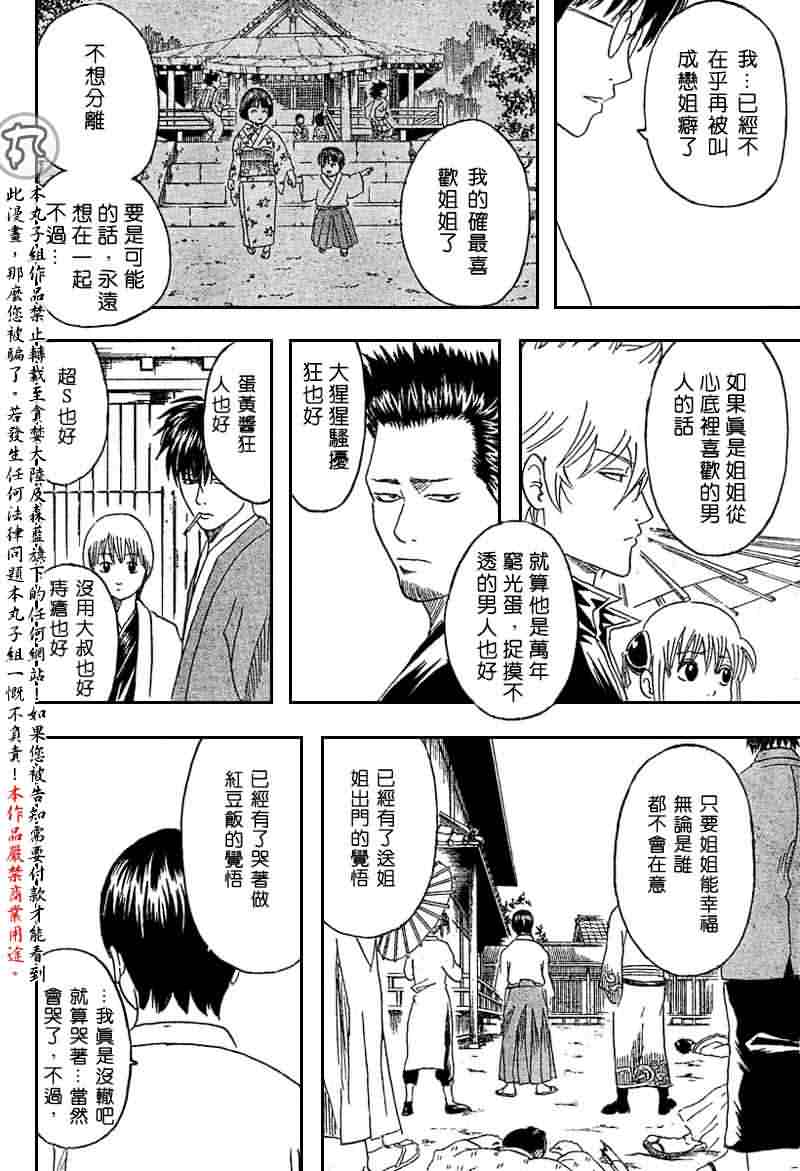 我…已經不
在乎再被叫
成戀姐癖了
我的確最喜
歡姐姐了
不想分離
要是可能
的話，永遠
想在一起
不過…
如果真是姐姐從
心底裡喜歡的男
人的話
就算他是萬年
窮光蛋，捉摸不
透的男人也好
大猩猩騷擾
狂也好
蛋黃醬狂
人也好
超S也好
沒用大叔也好
痔瘡也好
只要姐姐能幸福
無論是誰
都不會在意
已經有了送姐
姐出門的覺悟
已經有了哭著做
紅豆飯的覺悟
…我真是沒轍吧
就算哭著…當然
會哭了，不過，
丸
本丸子組作品禁止轉載至貪婪大陸及森藍旗下的任何網站！如果您被告知需要付款才能看到
此漫畫，那麼您被騙了。若發生任何法律問題本丸子組一慨不負責！本作品嚴禁商業用途。